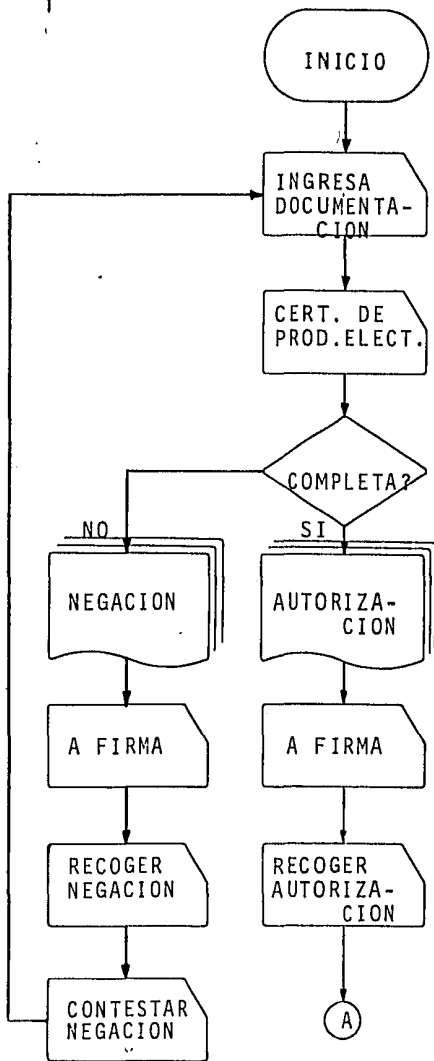 INICIO
INGRESA
DOCUMENTA-
CION
CERT. DE
PROD.ELECT.
COMPLETA?
NO
SI
NEGACION
AUTORIZA-
CION
A FIRMA
A FIRMA
RECOGER
NEGACION
RECOGER
AUTORIZA-
CION
CONTESTAR
NEGACION
A